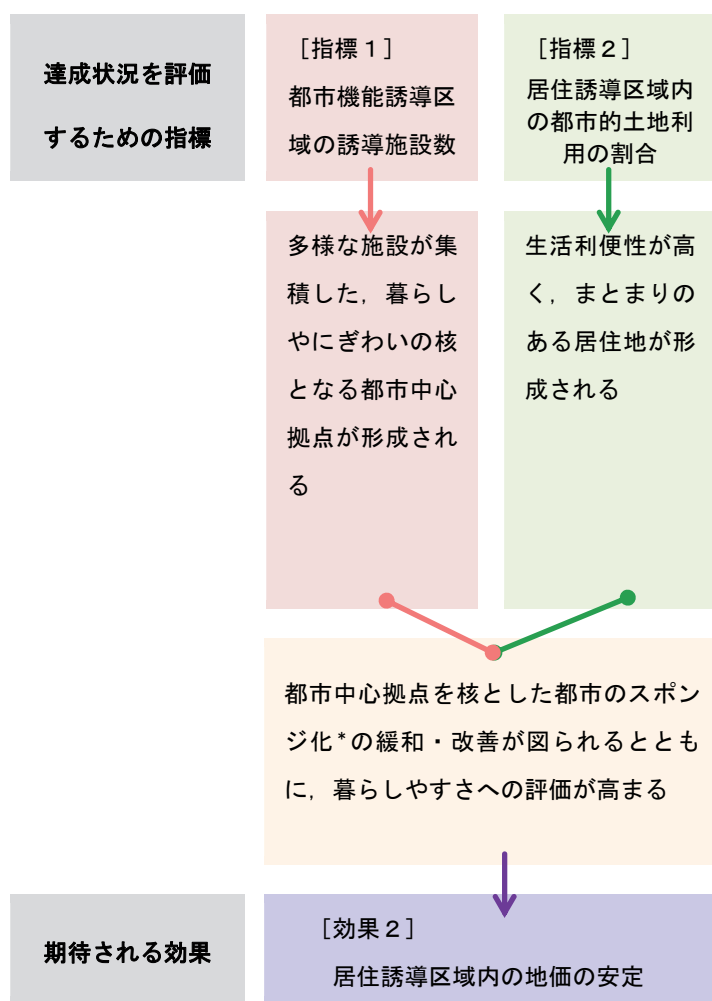 達成状況を評価
するための指標
［指標１］
都市機能誘導区
域の誘導施設数
［指標２］
居住誘導区域内
の都市的土地利
用の割合
多様な施設が集
積した，暮らし
やにぎわいの核
となる都市中心
拠点が形成され
る
生活利便性が高
く，まとまりの
ある居住地が形
成される
都市中心拠点を核とした都市のスポン
ジ化*の緩和・改善が図られるととも
に，暮らしやすさへの評価が高まる
期待される効果
［効果２］
居住誘導区域内の地価の安定